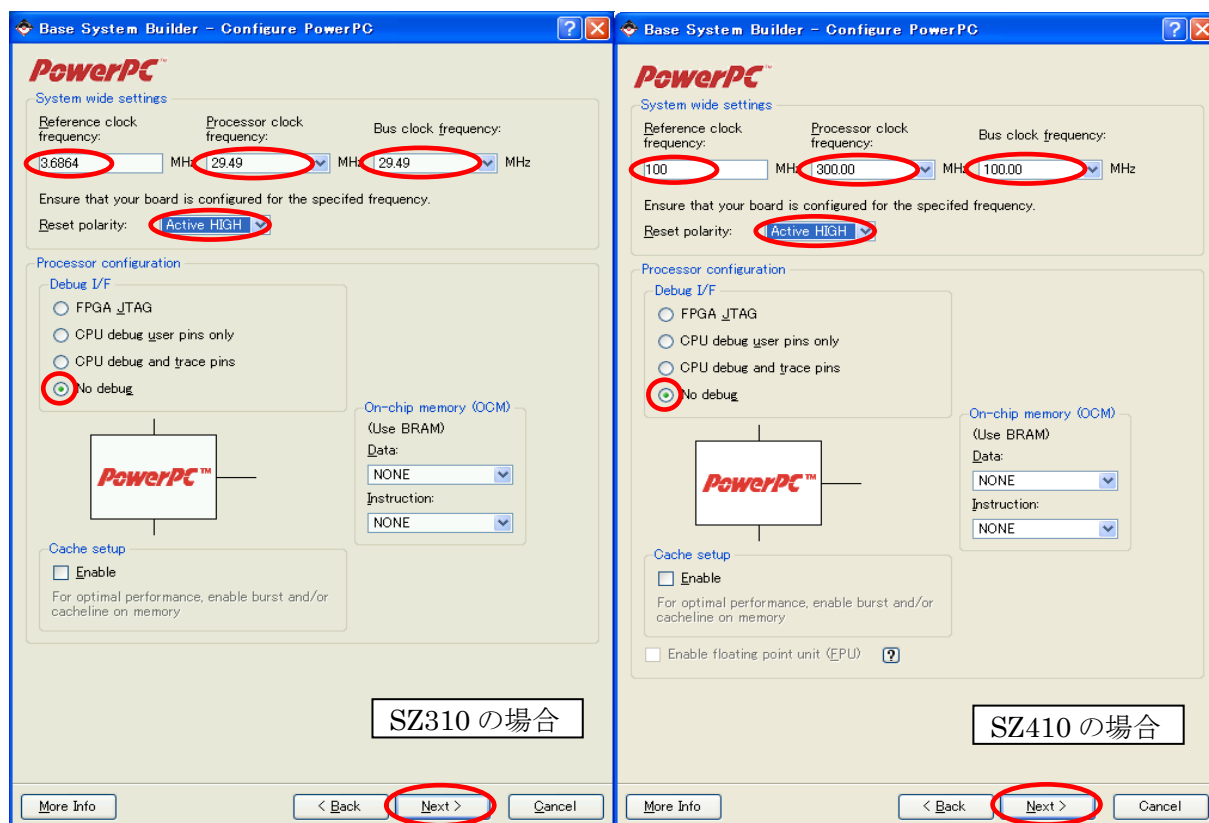 Base System Builder - Configure PowerPC
PowerPC™
System wide settings
Reference clock frequency:
Processor clock frequency:
Bus clock frequency:
3.6864 MHz 29.49 MHz 29.49 MHz
Ensure that your board is configured for the specifed frequency.
Reset polarity: Active HIGH
Processor configuration
Debug I/F
FPGA JTAG
CPU debug user pins only
CPU debug and trace pins
No debug
On-chip memory (OCM)
(Use BRAM)
Data:
NONE
Instruction:
NONE
PowerPC™
Cache setup
Enable
For optimal performance, enable burst and/or
cacheline on memory
SZ310 の場合
More Info < Back Next > Cancel
Base System Builder - Configure PowerPC
PowerPC™
System wide settings
Reference clock frequency:
Processor clock frequency:
Bus clock frequency:
100 MHz 300.00 MHz 100.00 MHz
Ensure that your board is configured for the specifed frequency.
Reset polarity: Active HIGH
Processor configuration
Debug I/F
FPGA JTAG
CPU debug user pins only
CPU debug and trace pins
No debug
On-chip memory (OCM)
(Use BRAM)
Data:
NONE
Instruction:
NONE
PowerPC™
Cache setup
Enable
For optimal performance, enable burst and/or
cacheline on memory
Enable floating point unit (FPU) ?
SZ410 の場合
More Info < Back Next > Cancel